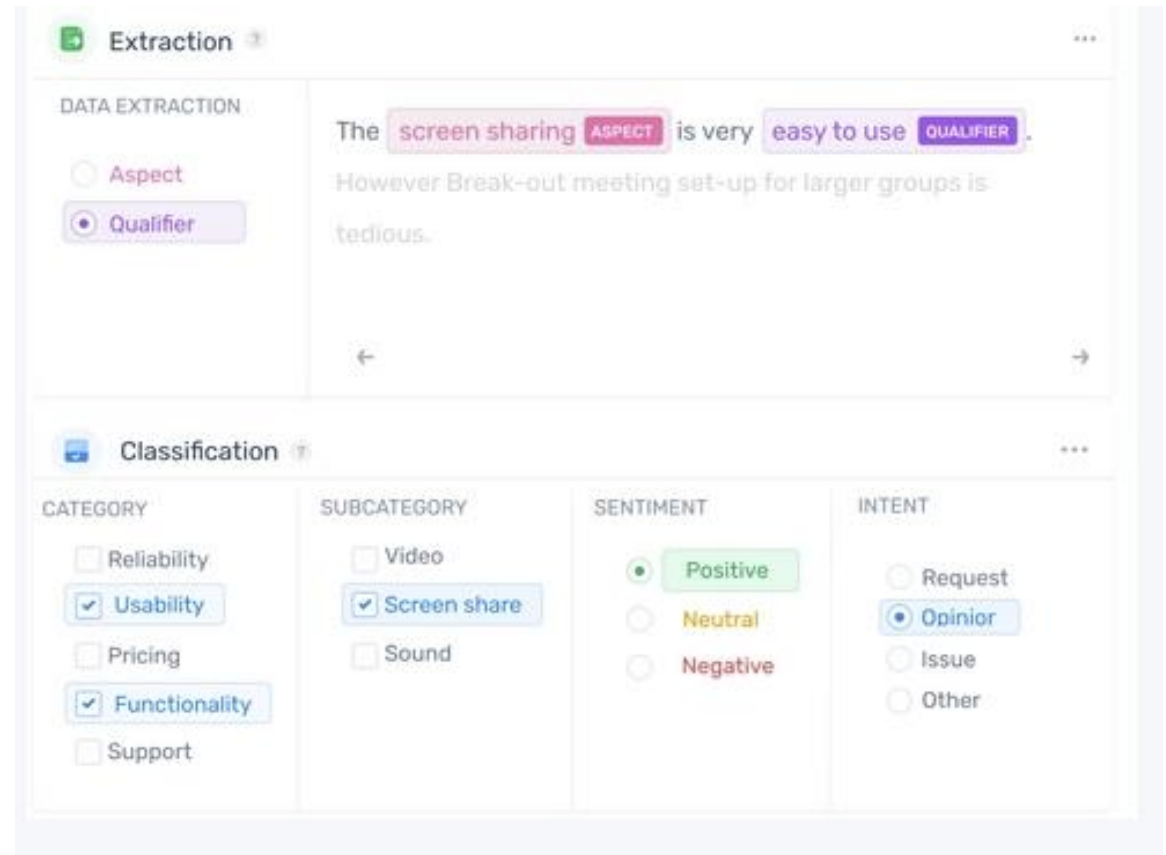 Extraction ?
DATA EXTRACTION
Aspect
Qualifier
The screen sharing ASPECT is very easy to use QUALIFIER .
However Break-out meeting set-up for larger groups is
tedious.
Classification ?
CATEGORY
Reliability
Usability
Pricing
Functionality
Support
SUBCATEGORY
Video
Screen share
Sound
SENTIMENT
Positive
Neutral
Negative
INTENT
Request
Opinior
Issue
Other